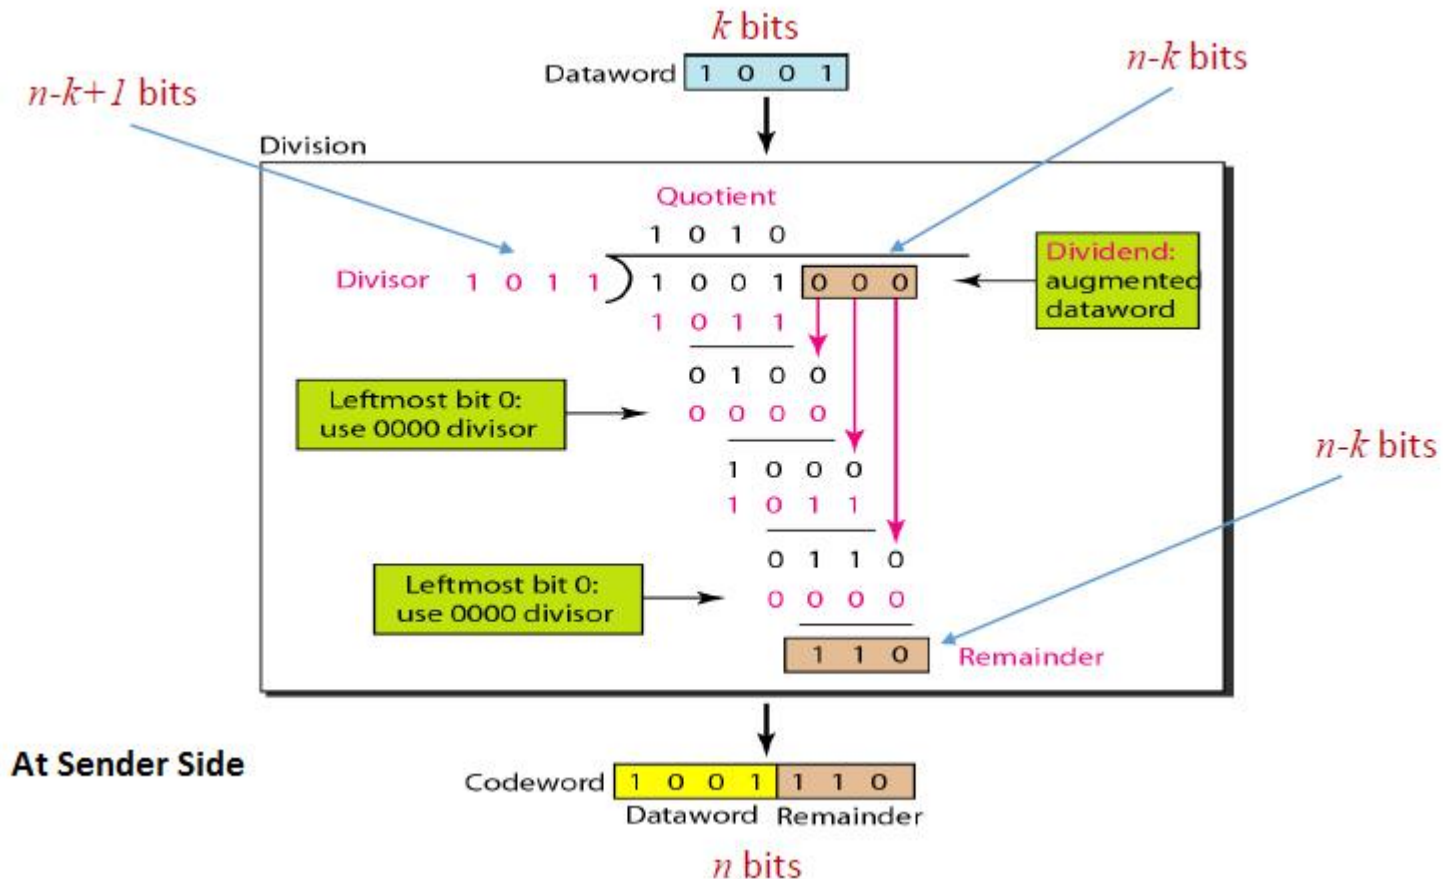 k bits
Dataword 1 0 0 1
n-k bits
n-k+1 bits
Division
Quotient
1 0 1 0
Divisor 1 0 1 1 1 0 0 1 0 0 0
Dividend:
augmented
dataword
1 0 1 1
0 1 0 0
Leftmost bit 0:
use 0000 divisor
0 0 0 0
1 0 0 0
n-k bits
1 0 1 1
0 1 1 0
Leftmost bit 0:
use 0000 divisor
0 0 0 0
1 1 0 Remainder
At Sender Side
Codeword 1 0 0 1 1 1 0
Dataword Remainder
n bits